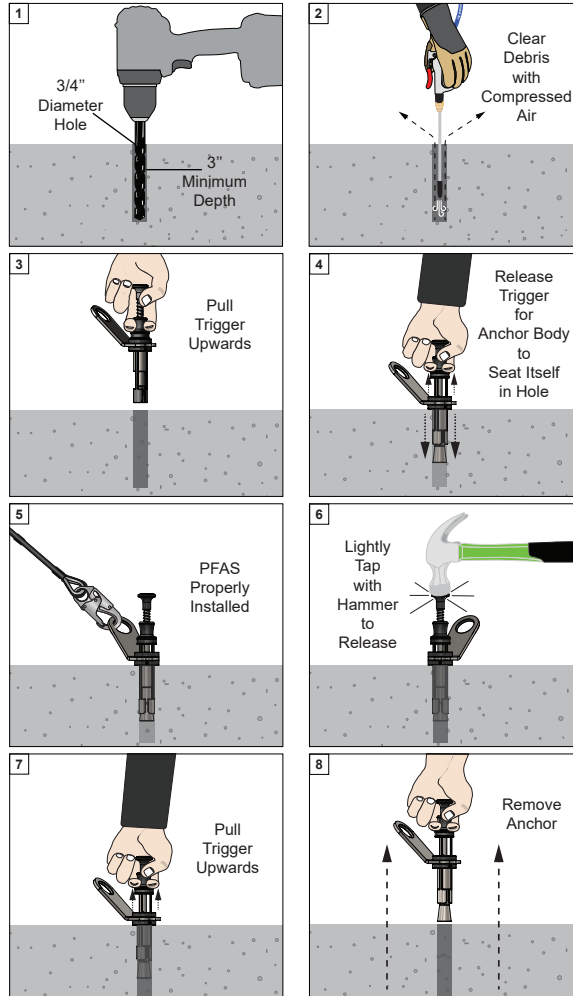 1
3/4”
Diameter
Hole
3”
Minimum
Depth
2
Clear
Debris
with
Compressed
Air
3
Pull
Trigger
Upwards
4
Release
Trigger
for
Anchor Body
to
Seat Itself
in Hole
5
PFAS
Properly
Installed
6
Lightly
Tap
with
Hammer
to
Release
7
Pull
Trigger
Upwards
8
Remove
Anchor